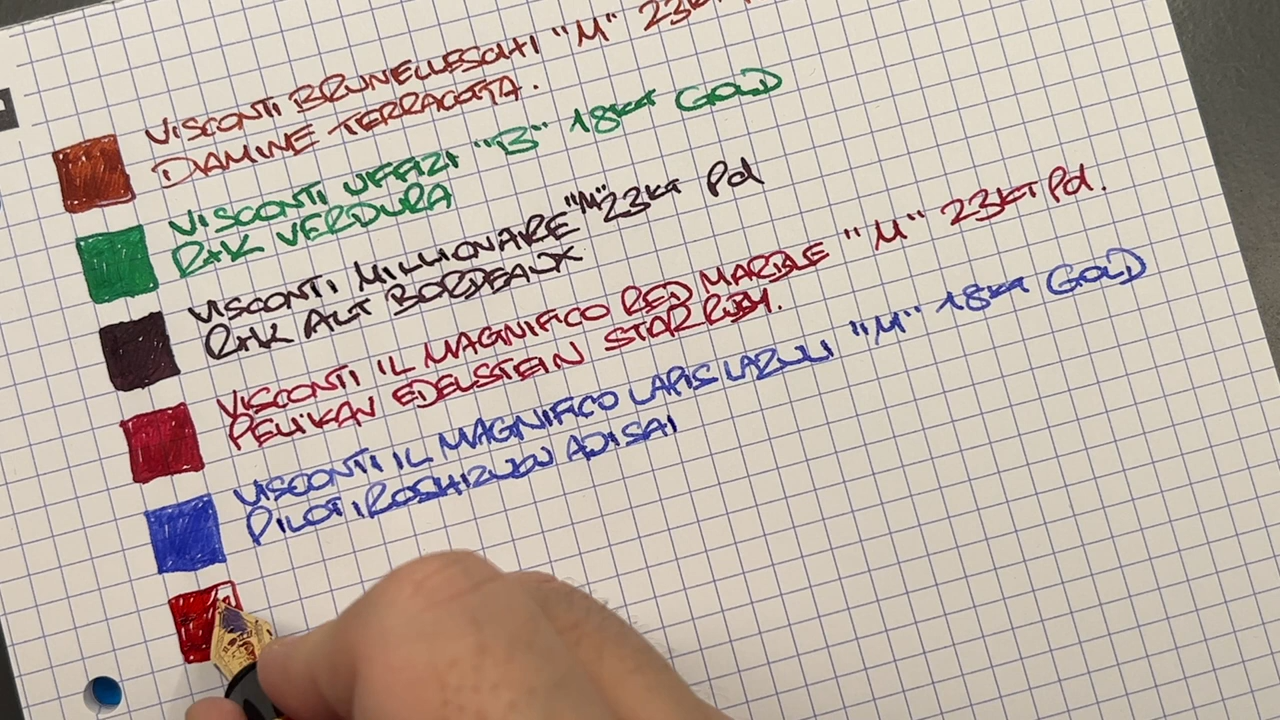 VISCONTI BRUNELLESCHI "M" 23KT
DIAMINE TERRACOTTA.
VISCONTI UFFIZI "B" 18KT GOLD
R+K VERDURA
VISCONTI MILLIONAIRE "M" 23KT Pd
R+K ALT BORDEAUX
VISCONTI IL MAGNIFICO RED MARBLE "M" 23KT Pd.
PELIKAN EDELSTEIN STAR RUBY.
VISCONTI IL MAGNIFICO LAPIS LAZULI "M" 18KT GOLD
PILOT IROSHIZUKU AJISAI